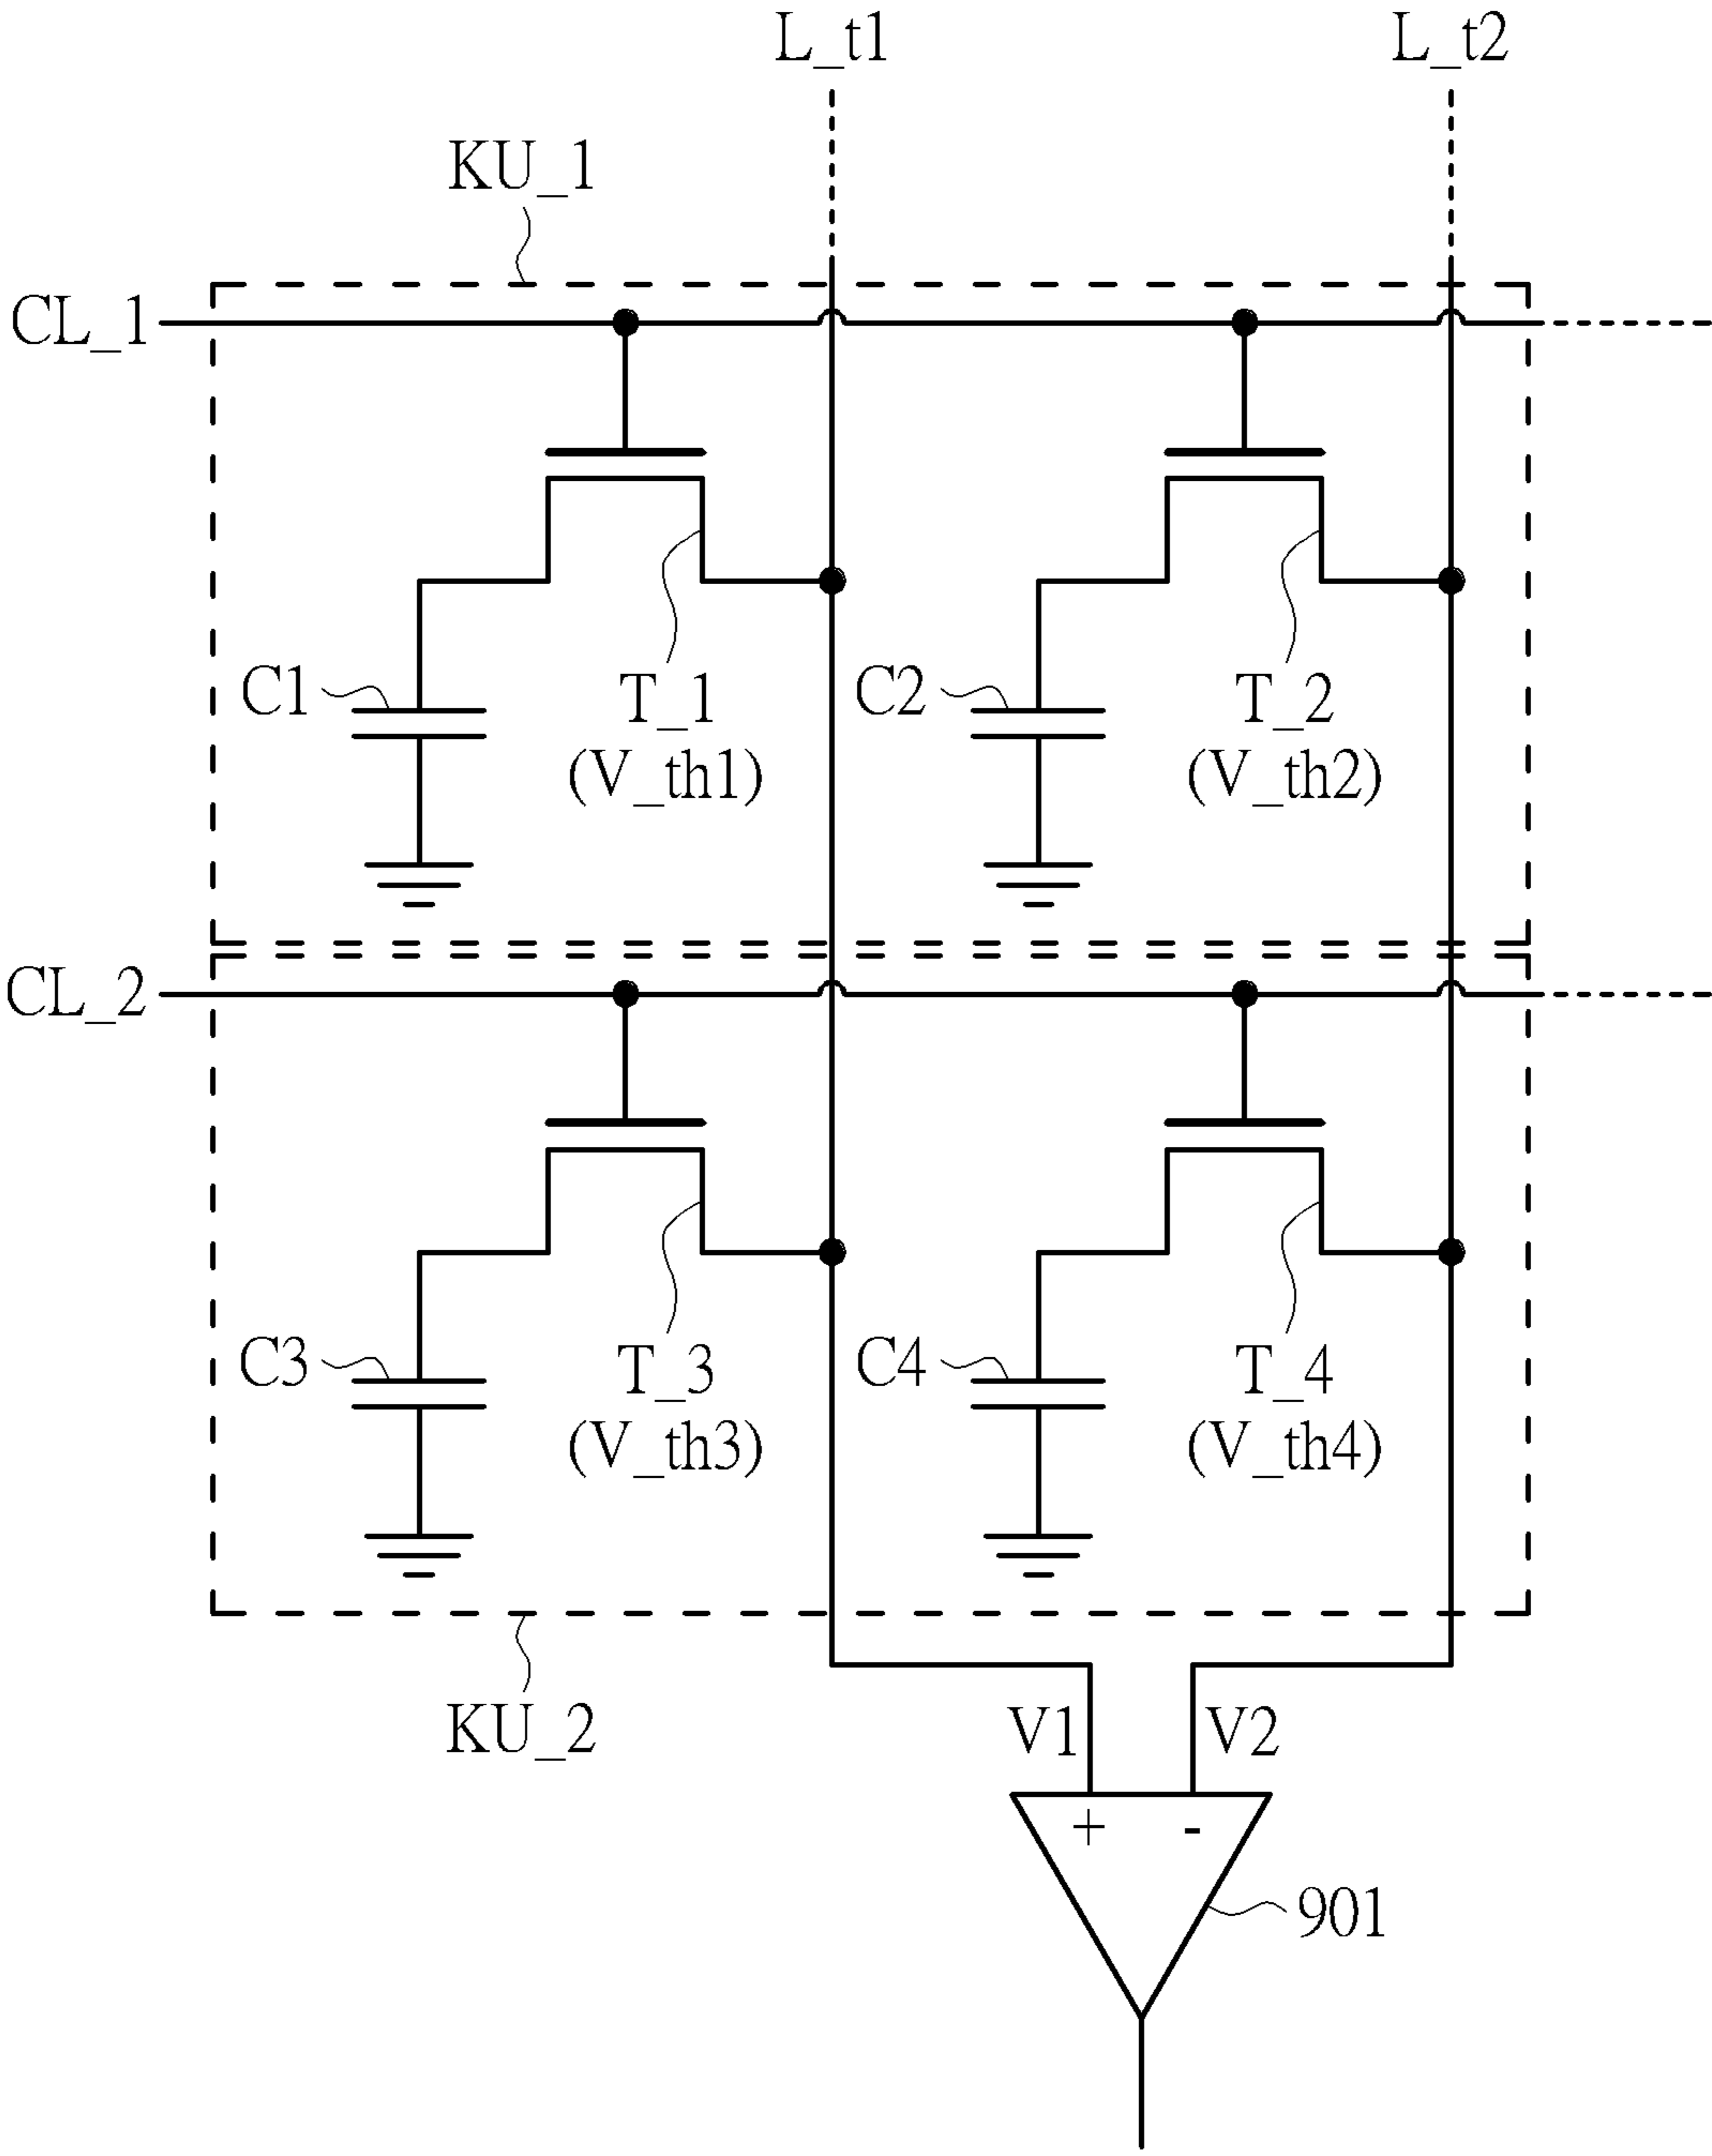 L_t1
L_t2
KU_1
CL_1
C1
T_1
(V_th1)
C2
T_2
(V_th2)
CL_2
C3
T_3
(V_th3)
C4
T_4
(V_th4)
KU_2
V1
V2
+
-
901